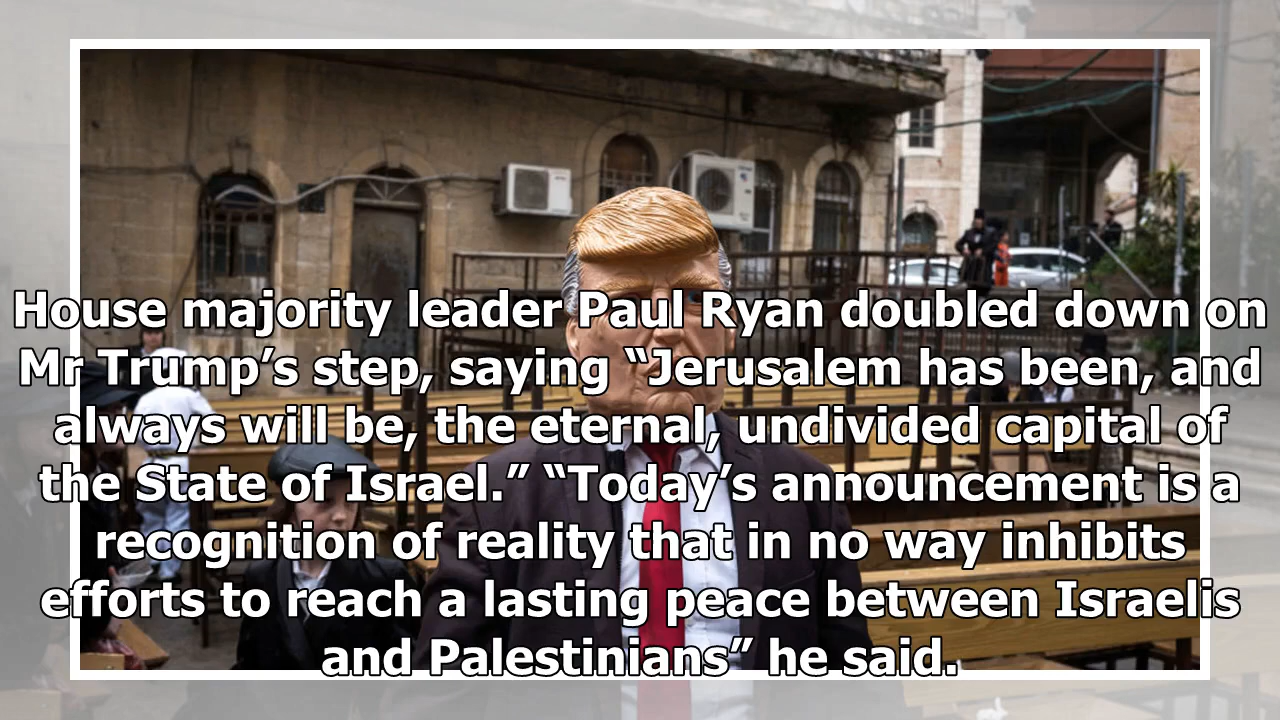 House majority leader Paul Ryan doubled down on
Mr Trump’s step, saying “Jerusalem has been, and
always will be, the eternal, undivided capital of
the State of Israel.” “Today’s announcement is a
recognition of reality that in no way inhibits
efforts to reach a lasting peace between Israelis
and Palestinians” he said.